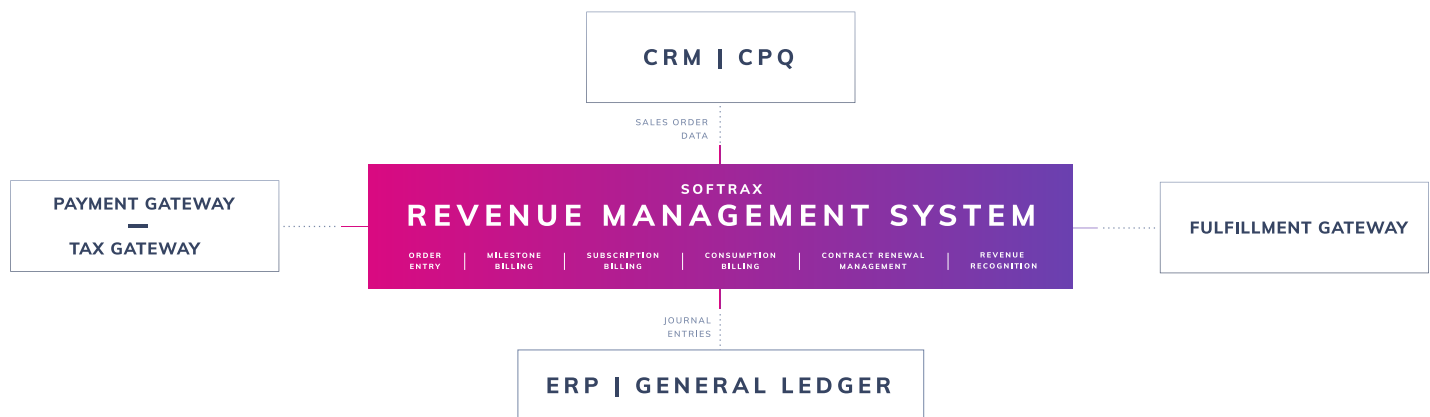 CRM | CPQ
SALES ORDER
DATA
PAYMENT GATEWAY
TAX GATEWAY
SOFTRAX
REVENUE MANAGEMENT SYSTEM
ORDER
ENTRY
MILESTONE
BILLING
SUBSCRIPTION
BILLING
CONSUMPTION
BILLING
CONTRACT RENEWAL
MANAGEMENT
REVENUE
RECOGNITION
FULFILLMENT GATEWAY
JOURNAL
ENTRIES
ERP | GENERAL LEDGER